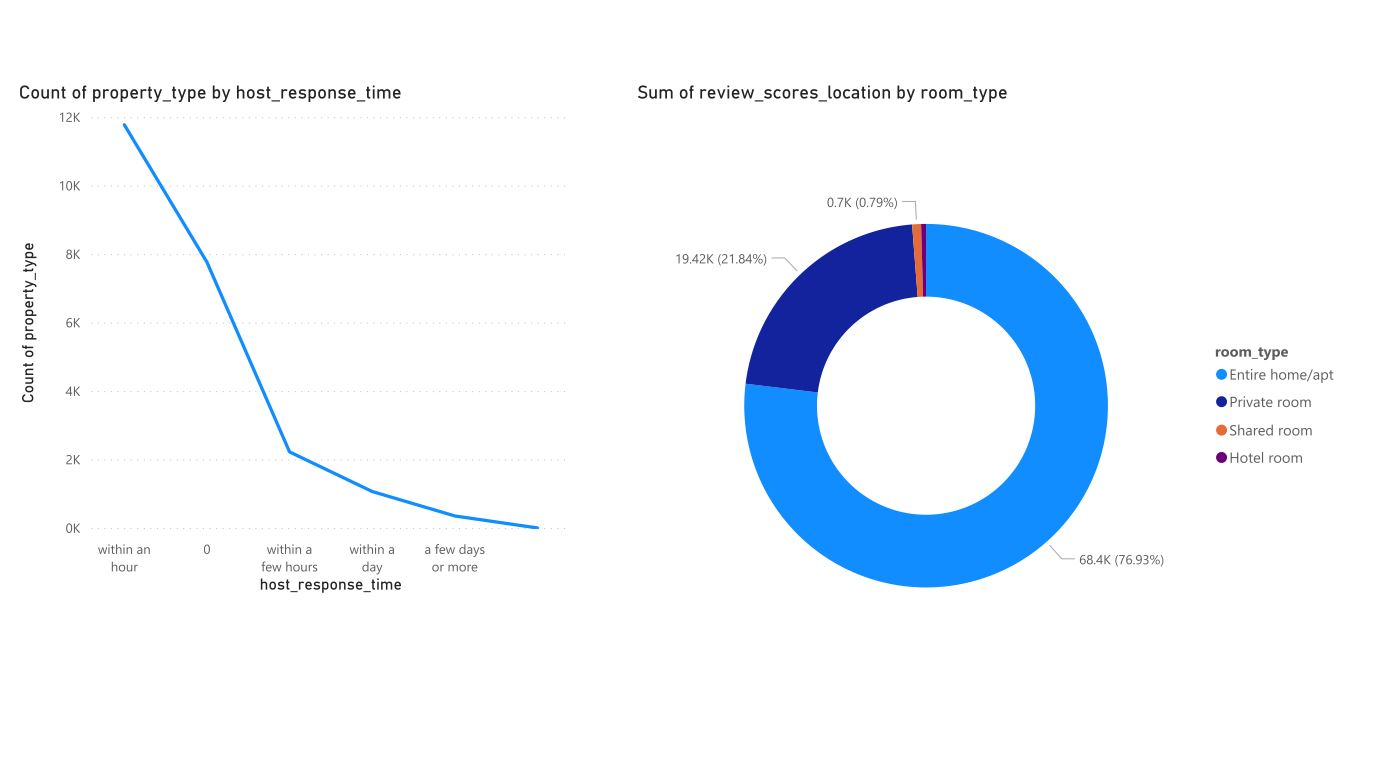 Count of property_type by host_response_time
12K
10K
8K
6K
4K
2K
0K
Count of property_type
within an
hour
0
within a
few hours
within a
day
a few days
or more
host_response_time
Sum of review_scores_location by room_type
0.7K (0.79%)
19.42K (21.84%)
68.4K (76.93%)
room_type
Entire home/apt
Private room
Shared room
Hotel room